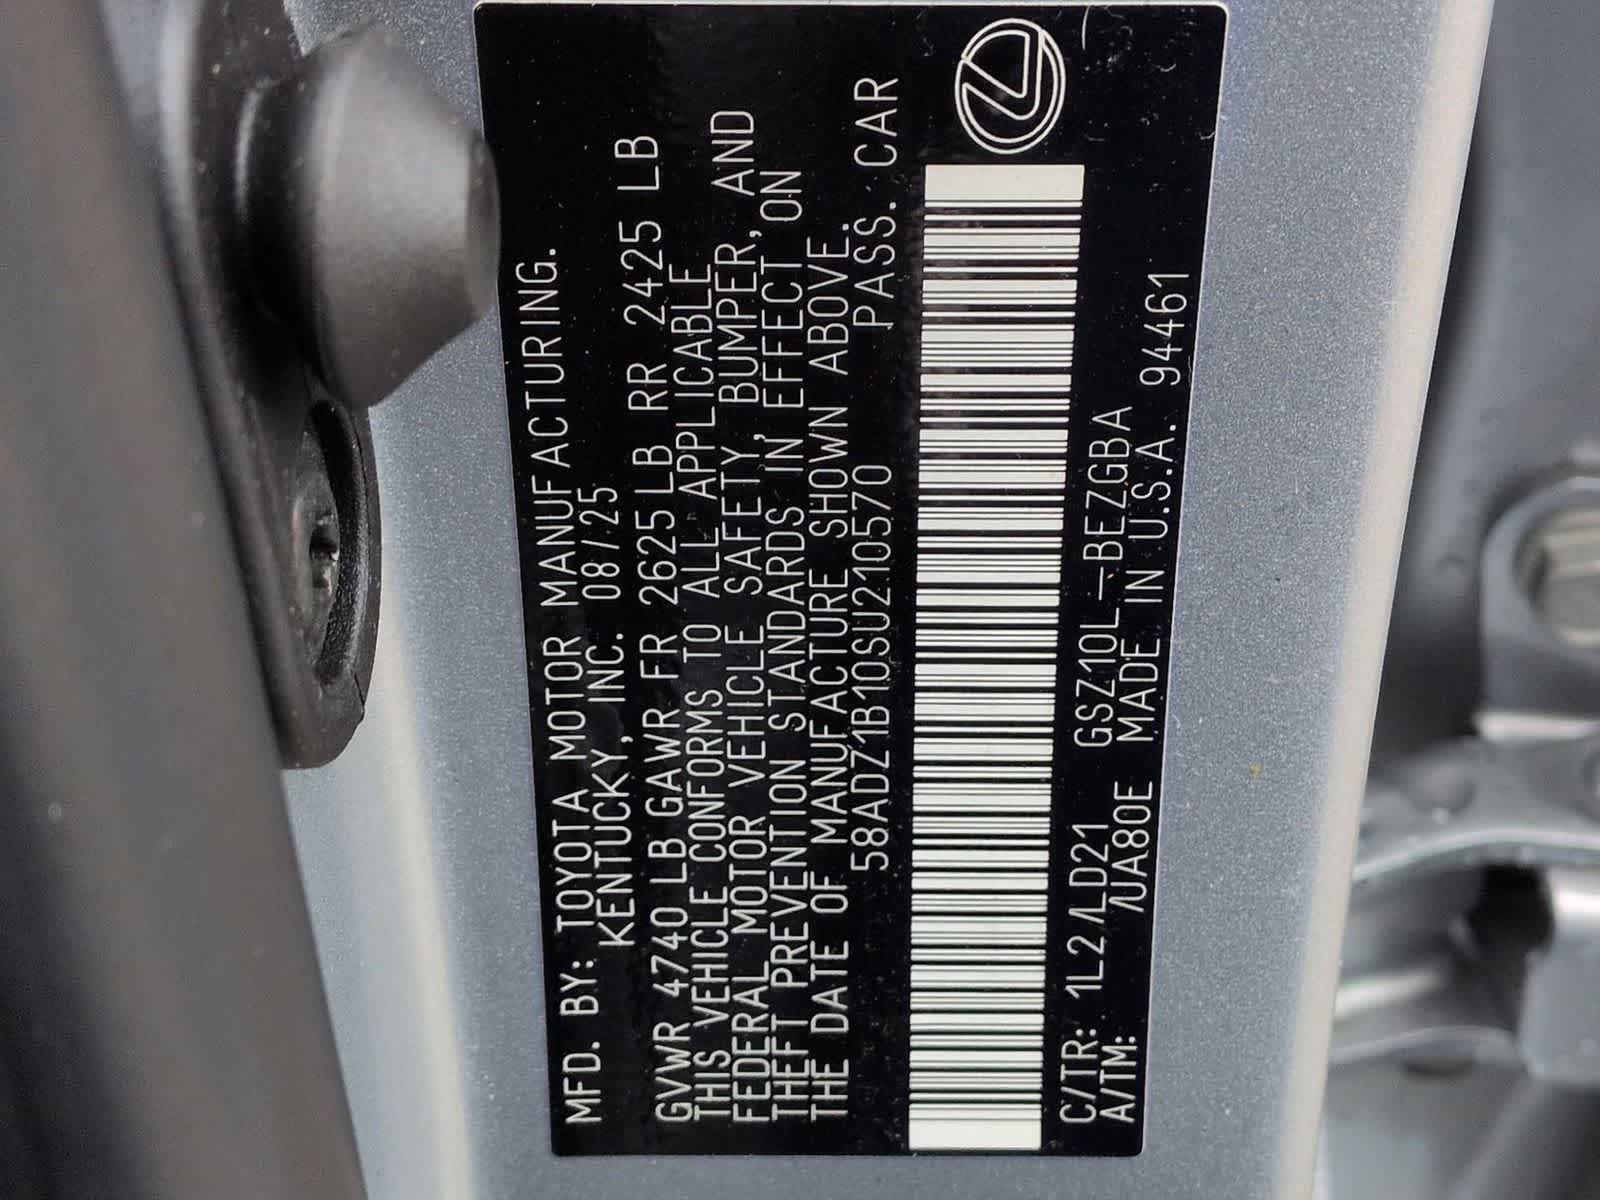 MFD. BY: TOYOTA MOTOR MANUFACTURING.
KENTUCKY, INC. 08/25
GVWR 4740 LB GAWR FR 2625 LB RR 2425 LB
THIS VEHICLE CONFORMS TO ALL APPLICABLE
FEDERAL MOTOR VEHICLE SAFETY, BUMPER, AND
THEFT PREVENTION STANDARDS IN EFFECT ON
THE DATE OF MANUFACTURE SHOWN ABOVE.
58ADZ1B10SU210570 PASS. CAR
C/TR: 1L2/LD21 GSZ10L-BEZGBA
A/TM: /UA80E MADE IN U.S.A. 94461